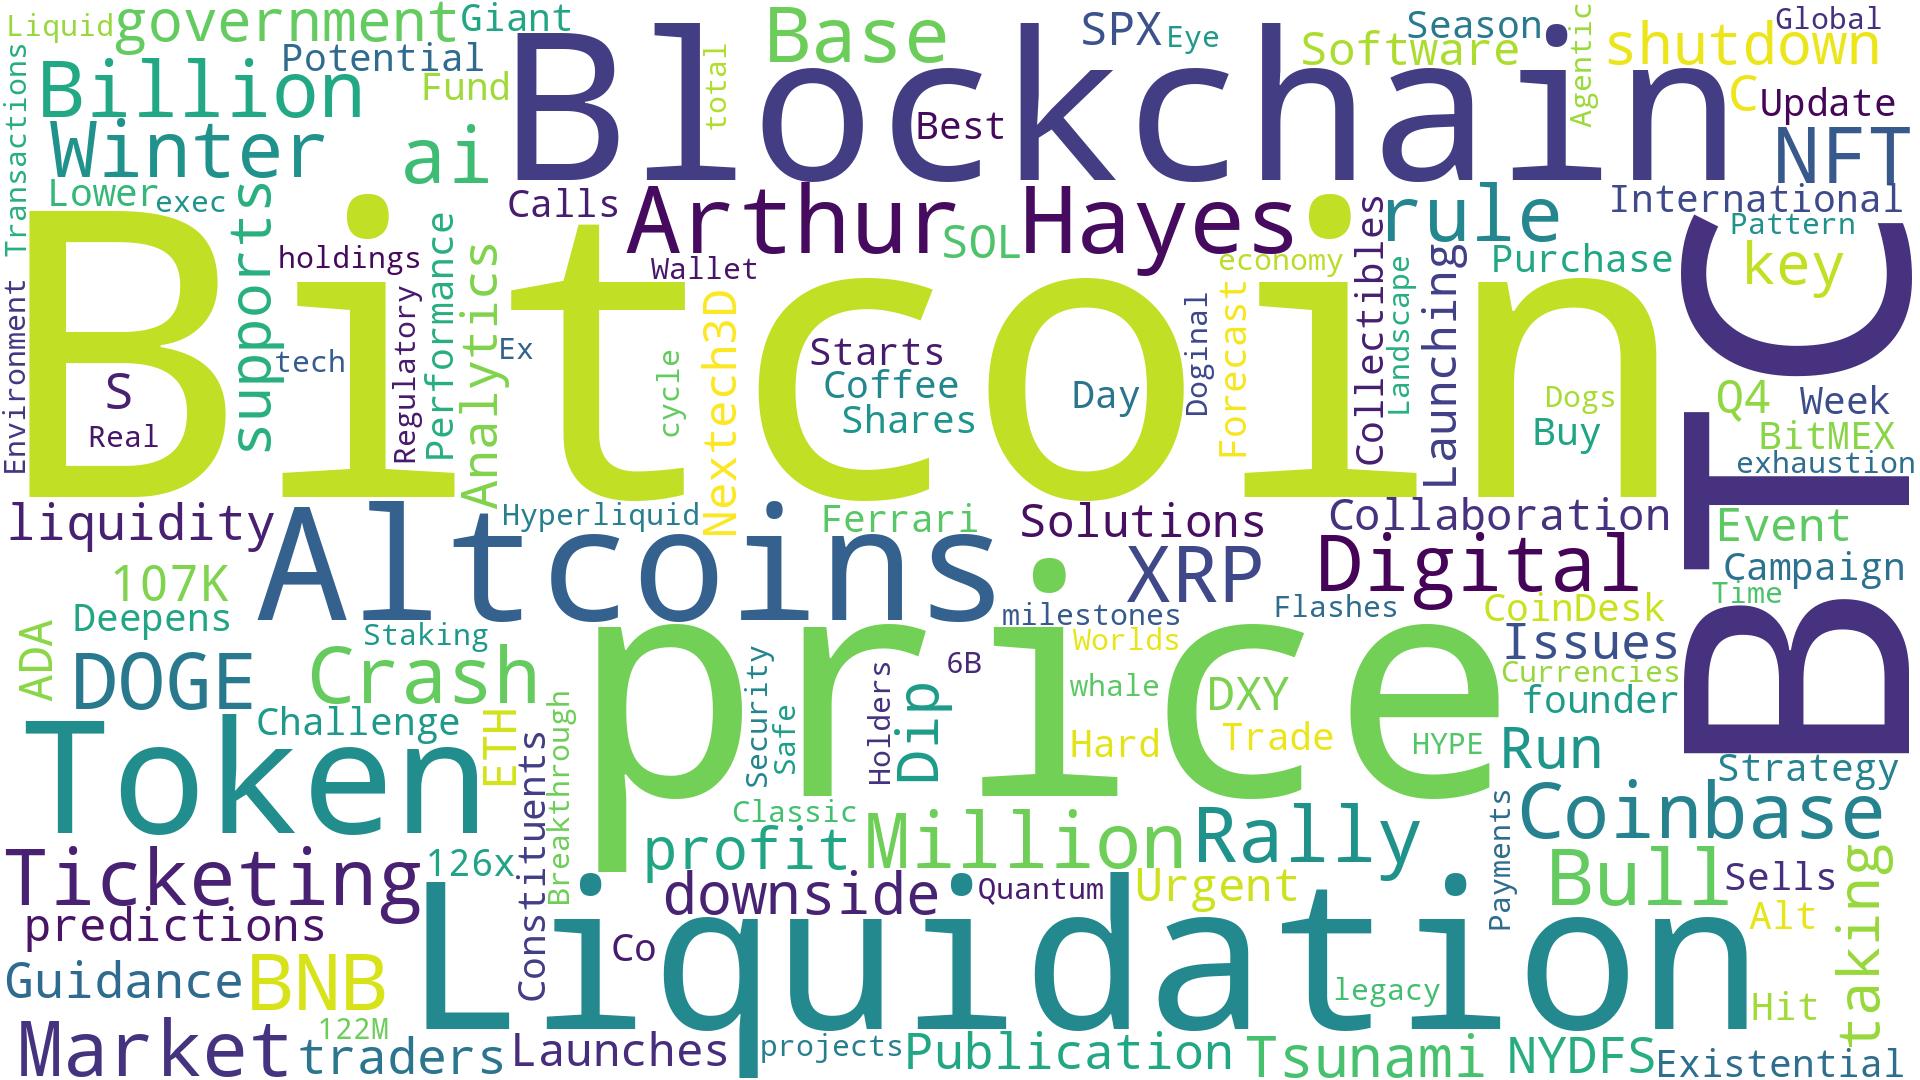 Liquid
government
Giant
Blockchain
Base
SPX
Eye
Season
Software
Agentic
shutdown
Global
Transactions
Billion
Potential
Fund
total
Best
C
Update
Winter
ai
NFT
Lower
exec
supports
Calls
Arthur Hayes
SOL
rule
International
Pattern
Bitcoin
holdings
Regulatory
Performance
Analytics
Wallet
economy
Collectibles
Landscape
Launching
Purchase
BTC
key
Environment
tech
Ex
S
Real
cycle
Nextech3D
Starts
Coffee
Shares
Day
Doginal
Forecast
Dogs
Buy
Q4
Week
BitMEX
exhaustion
liquidity
Altcoins
Hyperliquid
Ferrari
Solutions
Collaboration
Event
107K
XRP
Digital
Campaign
Time
Deepens
ADA
Staking
milestones
Flashes
CoinDesk
DOGE
Crash
price
Security
Safe
6B
Worlds
Issues
Currencies
Holders
Dip
whale
DXY
founder
Token
Challenge
ETH
Constituents
Breakthrough
Hard
Trade
HYPE
Run
Strategy
Classic
profit
Million
Rally
Payments
Coinbase
Ticketing
126x
downside
Quantum
Urgent
Bull
Sells
taking
predictions
Liquidation
Co
Alt
Guidance
BNB
legacy
Hit
Market
122M
traders
Launches
projects
Publication
Tsunami
NYDFS
Existential